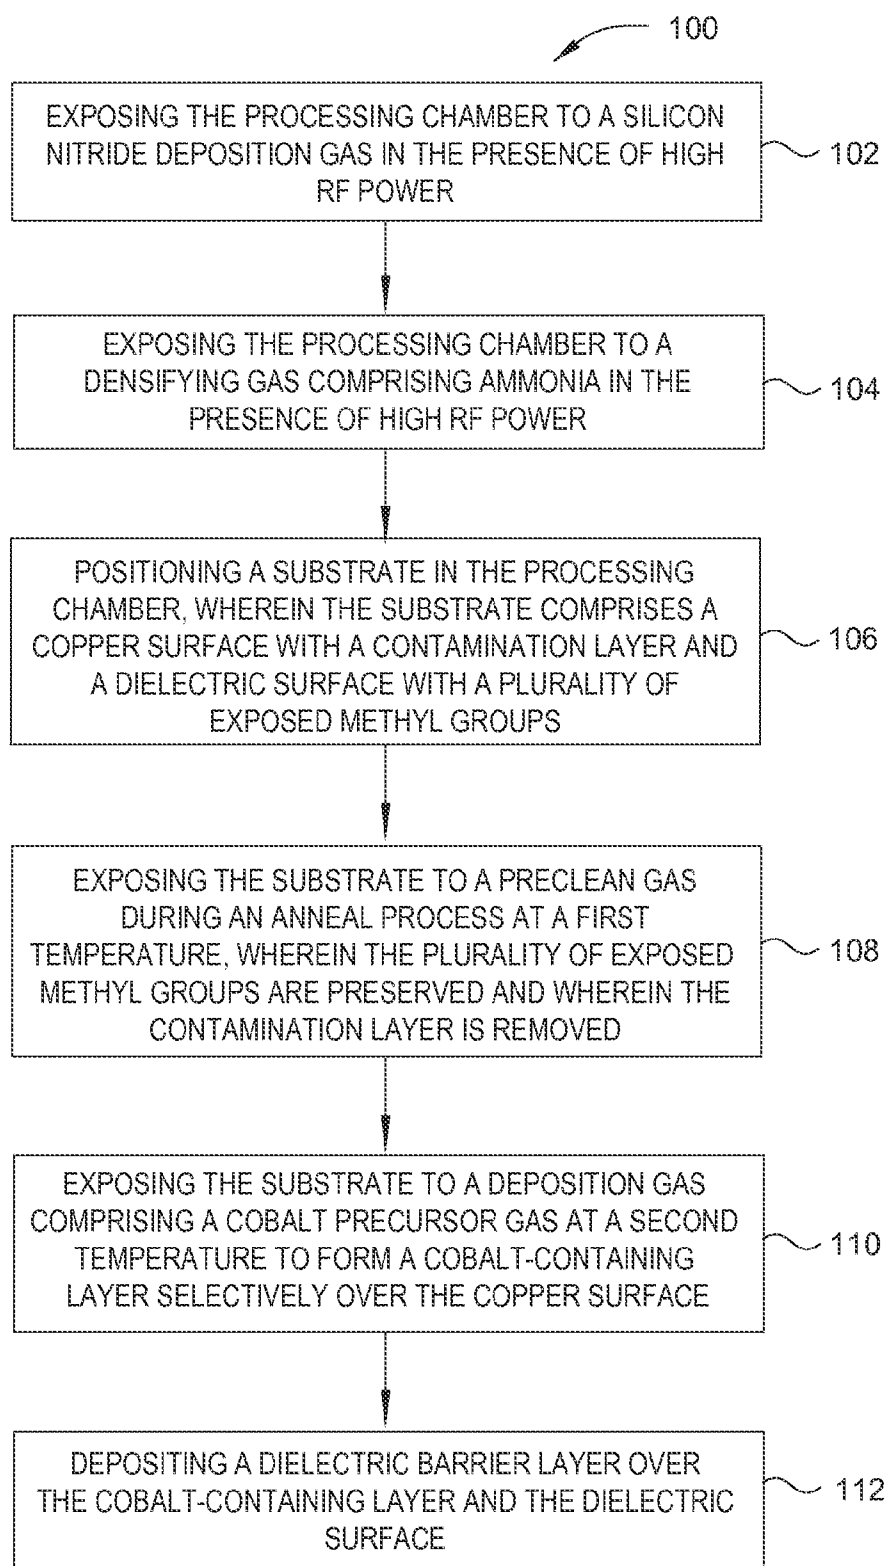 100
EXPOSING THE PROCESSING CHAMBER TO A SILICON
NITRIDE DEPOSITION GAS IN THE PRESENCE OF HIGH
RF POWER
102
EXPOSING THE PROCESSING CHAMBER TO A
DENSIFYING GAS COMPRISING AMMONIA IN THE
PRESENCE OF HIGH RF POWER
104
POSITIONING A SUBSTRATE IN THE PROCESSING
CHAMBER, WHEREIN THE SUBSTRATE COMPRISES A
COPPER SURFACE WITH A CONTAMINATION LAYER AND
A DIELECTRIC SURFACE WITH A PLURALITY OF
EXPOSED METHYL GROUPS
106
EXPOSING THE SUBSTRATE TO A PRECLEAN GAS
DURING AN ANNEAL PROCESS AT A FIRST
TEMPERATURE, WHEREIN THE PLURALITY OF EXPOSED
METHYL GROUPS ARE PRESERVED AND WHEREIN THE
CONTAMINATION LAYER IS REMOVED
108
EXPOSING THE SUBSTRATE TO A DEPOSITION GAS
COMPRISING A COBALT PRECURSOR GAS AT A SECOND
TEMPERATURE TO FORM A COBALT-CONTAINING
LAYER SELECTIVELY OVER THE COPPER SURFACE
110
DEPOSITING A DIELECTRIC BARRIER LAYER OVER
THE COBALT-CONTAINING LAYER AND THE DIELECTRIC
SURFACE
112